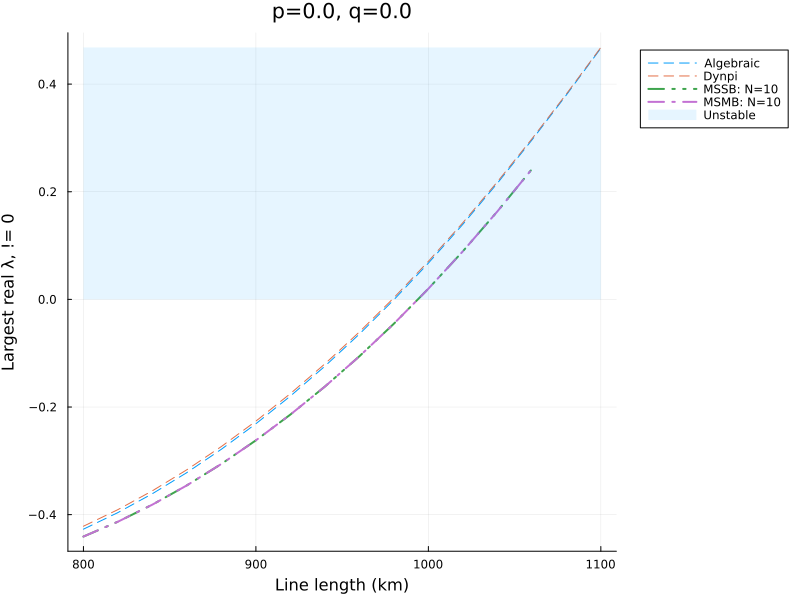 p=0.0, q=0.0
Algebraic
Dynpi
MSSB: N=10
MSMB: N=10
Unstable
Largest real λ, != 0
0.4
0.2
0.0
−0.2
−0.4
800
900
1000
1100
Line length (km)